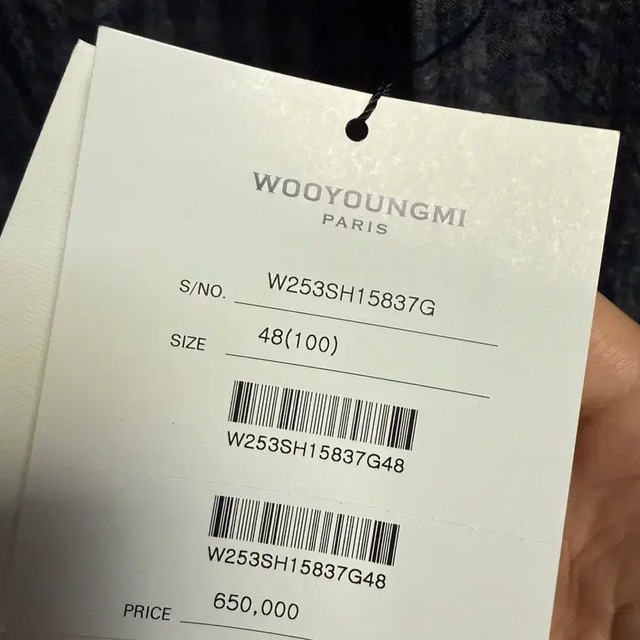 WOOYOUNGMI
PARIS
S/NO. W253SH15837G
SIZE 48(100)
W253SH15837G48
W253SH15837G48
PRICE 650,000